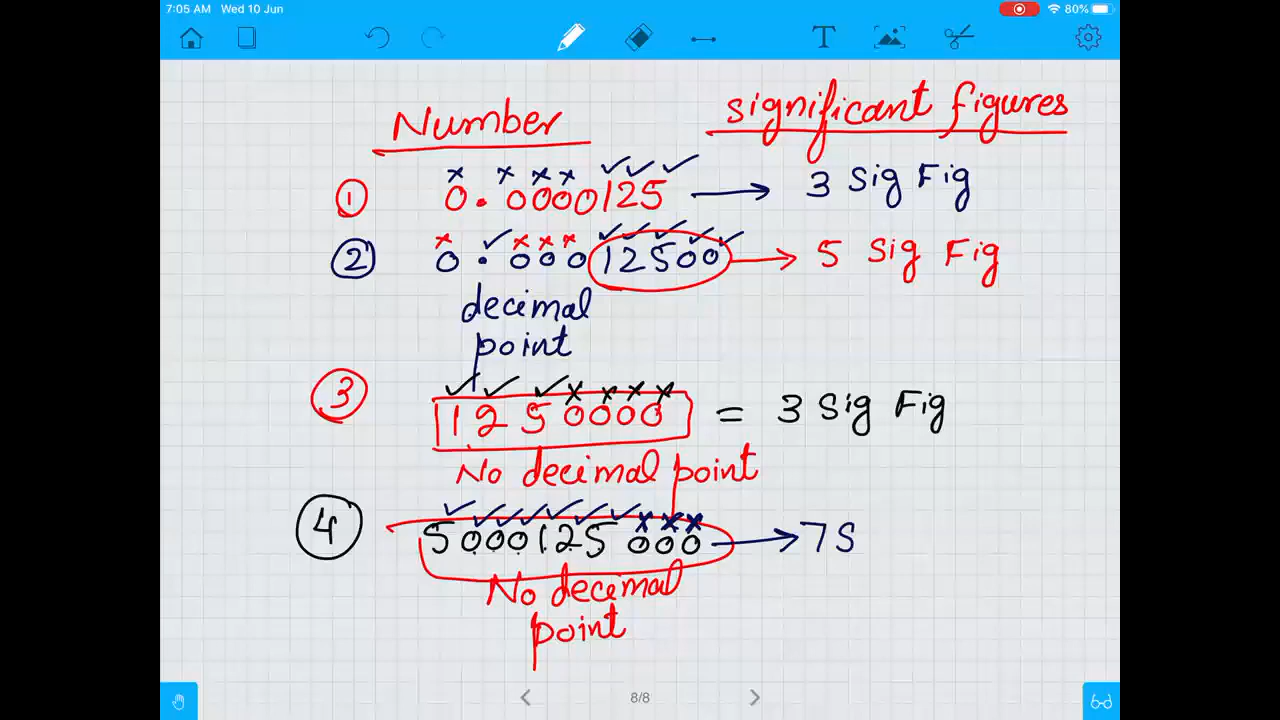 7:05 AM Wed 10 Jun 80%
T
Number significant figures
1 0.0000125 → 3 Sig Fig
2 0.00012500 → 5 Sig Fig
decimal
point
3 1250000 = 3 Sig Fig
No decimal point
4 5000125000 → 7 S
No decimal
point
8/8